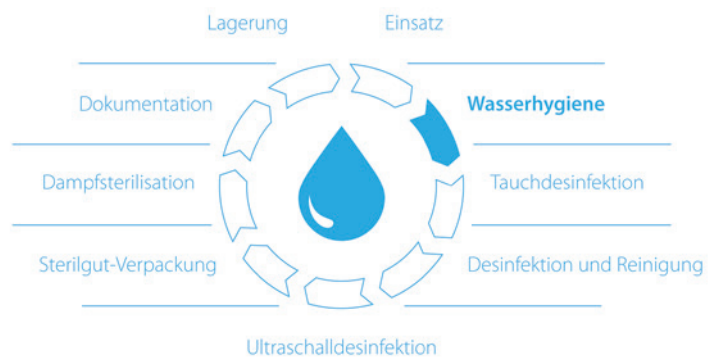 Lagerung
Einsatz
Dokumentation
Wasserhygiene
Dampfsterilisation
Tauchdesinfektion
Sterilgut-Verpackung
Desinfektion und Reinigung
Ultraschalldesinfektion